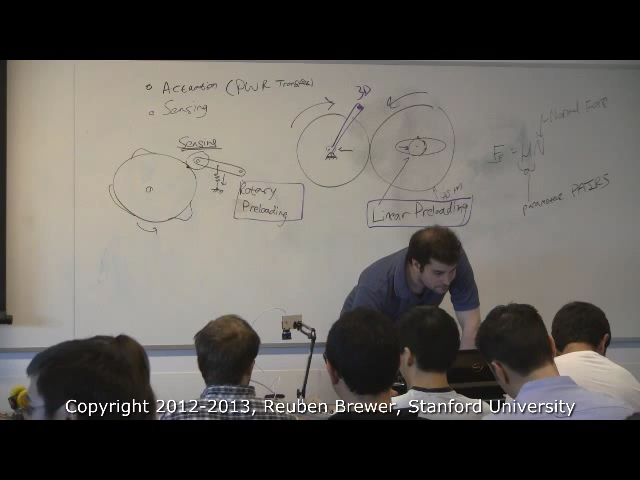 Actuation (PWR Transfer)
Sensing
Sensing
Rotary
Preloading
3D
Linear Preloading
Normal Force
F = μN
Copyright 2012-2013, Reuben Brewer, Stanford University